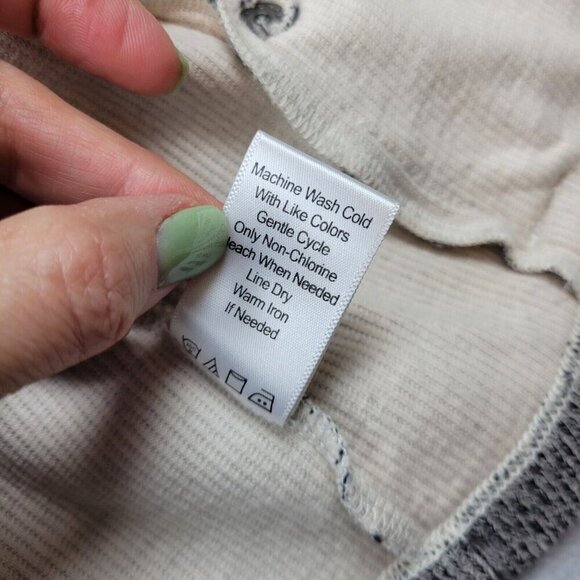 Machine Wash Cold
With Like Colors
Gentle Cycle
Only Non-Chlorine
leach When Needed
Line Dry
Warm Iron
If Needed